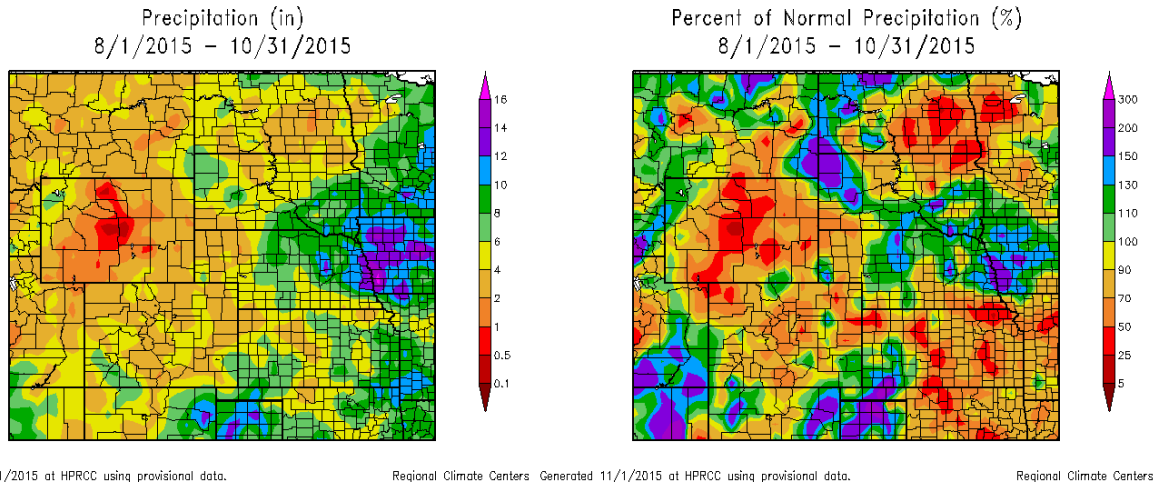 Precipitation (in)
8/1/2015 – 10/31/2015
16
14
12
10
8
6
4
2
1
0.5
0.1
1/2015 at HPRCC using provisional data.
Regional Climate Centers
Percent of Normal Precipitation (%)
8/1/2015 – 10/31/2015
300
200
150
130
110
100
90
70
50
25
5
Generated 11/1/2015 at HPRCC using provisional data.
Regional Climate Centers